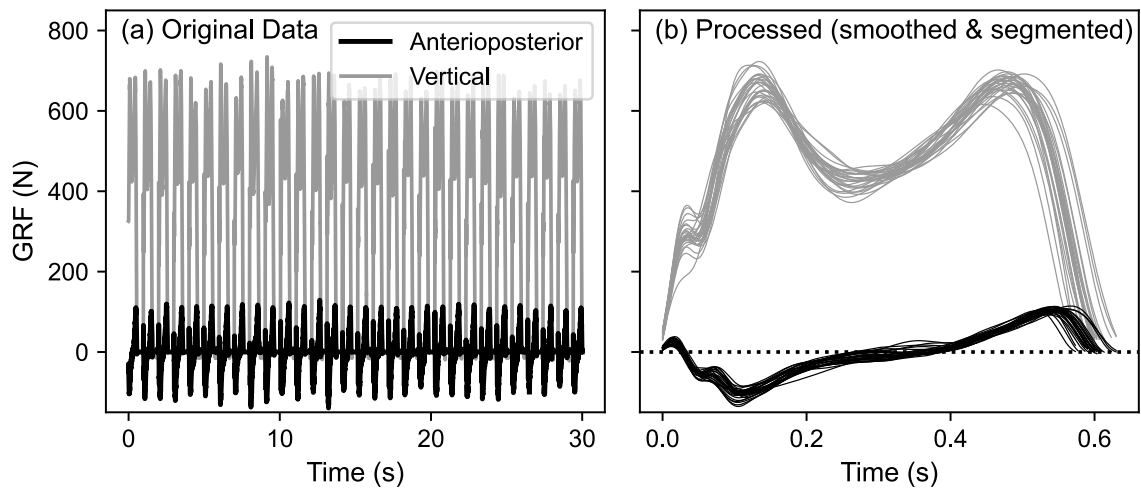 (a) Original Data
Anterioposterior
Vertical
(b) Processed (smoothed & segmented)
800
600
400
200
0
GRF (N)
0
10
20
30
Time (s)
0.0
0.2
0.4
0.6
Time (s)